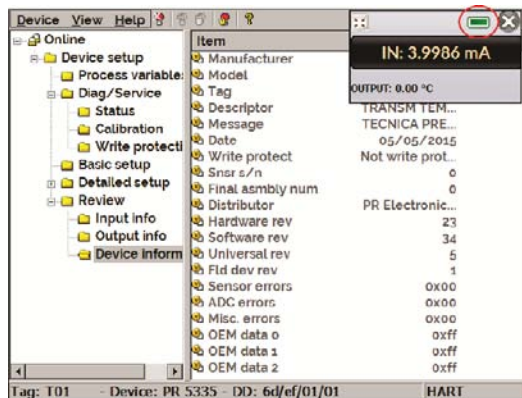 Device View Help
IN: 3.9986 mA
OUTPUT: 0.00 °C
Online
Device setup
Process variable
Diag/Service
Status
Calibration
Write protecti
Basic setup
Detailed setup
Review
Input info
Output info
Device inform
Item
Manufacturer
Model
Tag
Descriptor TRANSM TEM...
Message TECNICA PRE...
Date 05/05/2015
Write protect Not write prot...
Snsr s/n 0
Final asmbly num 0
Distributor PR Electronic...
Hardware rev 23
Software rev 34
Universal rev 5
Fld dev rev 1
Sensor errors 0x00
ADC errors 0x00
Misc. errors 0x00
OEM data 0 0xff
OEM data 1 0xff
OEM data 2 0xff
Tag: T01 - Device: PR 5335 - DD: 6d/ef/01/01 HART